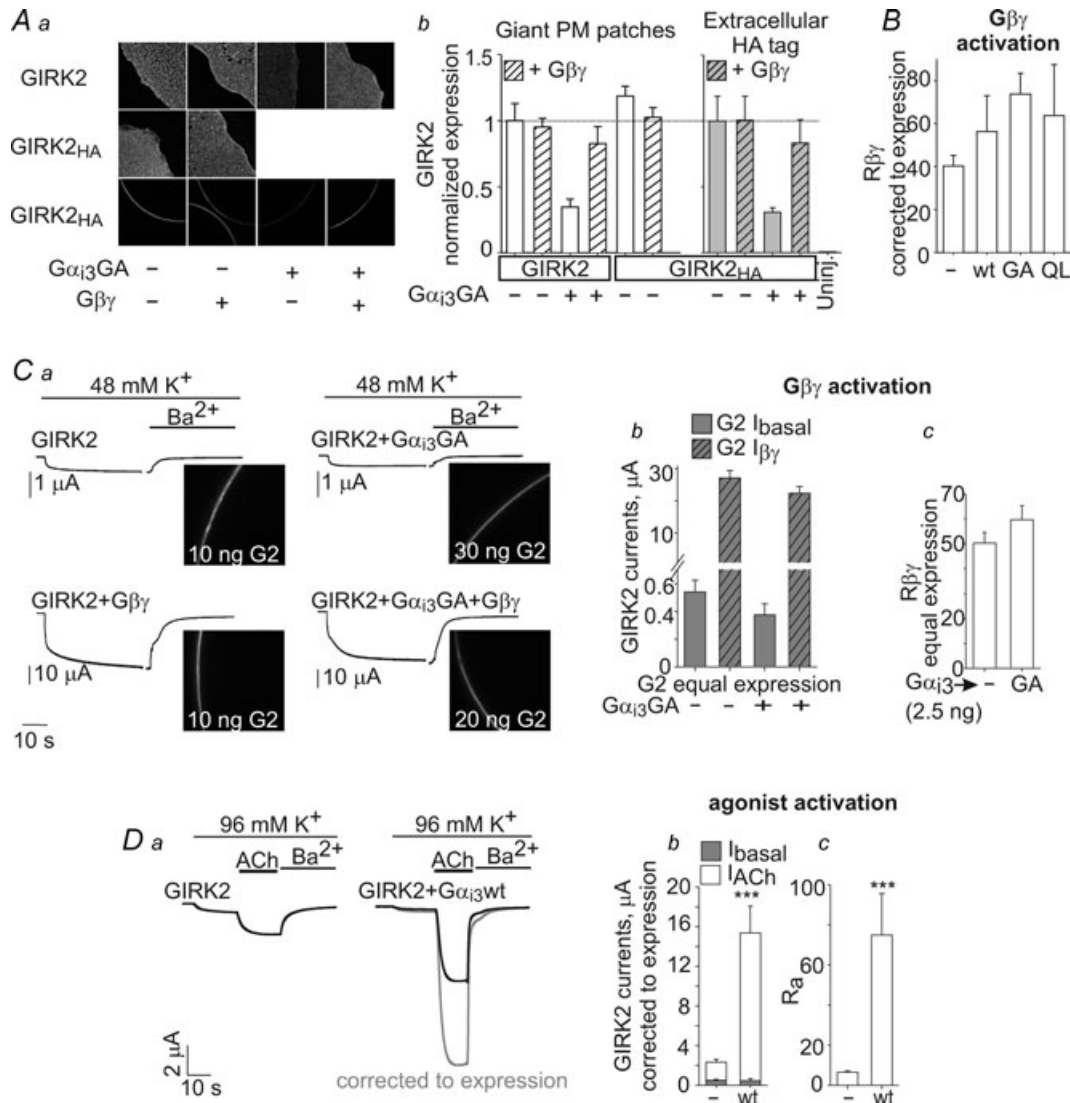 A a
GIRK2
GIRK2HA
GIRK2HA
Gαi3GA − − + +
Gβγ − + − +
b
Giant PM patches
Extracellular
HA tag
+ Gβγ
+ Gβγ
GIRK2
normalized expression
1
0.5
0
GIRK2
GIRK2HA
Uninj.
Gαi3GA − − + + − − − − + +
B
Gβγ
activation
Rβγ
corrected to expression
80
60
40
20
0
− wt GA QL
C a
48 mM K+
Ba2+
GIRK2
1 μA
10 ng G2
48 mM K+
Ba2+
GIRK2+Gαi3GA
1 μA
30 ng G2
GIRK2+Gβγ
10 μA
10 ng G2
GIRK2+Gαi3GA+Gβγ
10 μA
20 ng G2
10 s
Gβγ activation
b
G2 Ibasal
G2 Iβγ
GIRK2 currents, μA
30
20
10
0.6
0.4
0
G2 equal expression
Gαi3GA − − + +
c
Rβγ
equal expression
70
50
30
0
Gαi3 − GA
(2.5 ng)
D a
96 mM K+
ACh Ba2+
GIRK2
96 mM K+
ACh Ba2+
GIRK2+Gαi3wt
2 μA
10 s
corrected to expression
agonist activation
b
Ibasal
IACh
GIRK2 currents, μA
corrected to expression
20
16
12
8
4
0
***
− wt
c
Ra
100
75
50
20
0
***
− wt